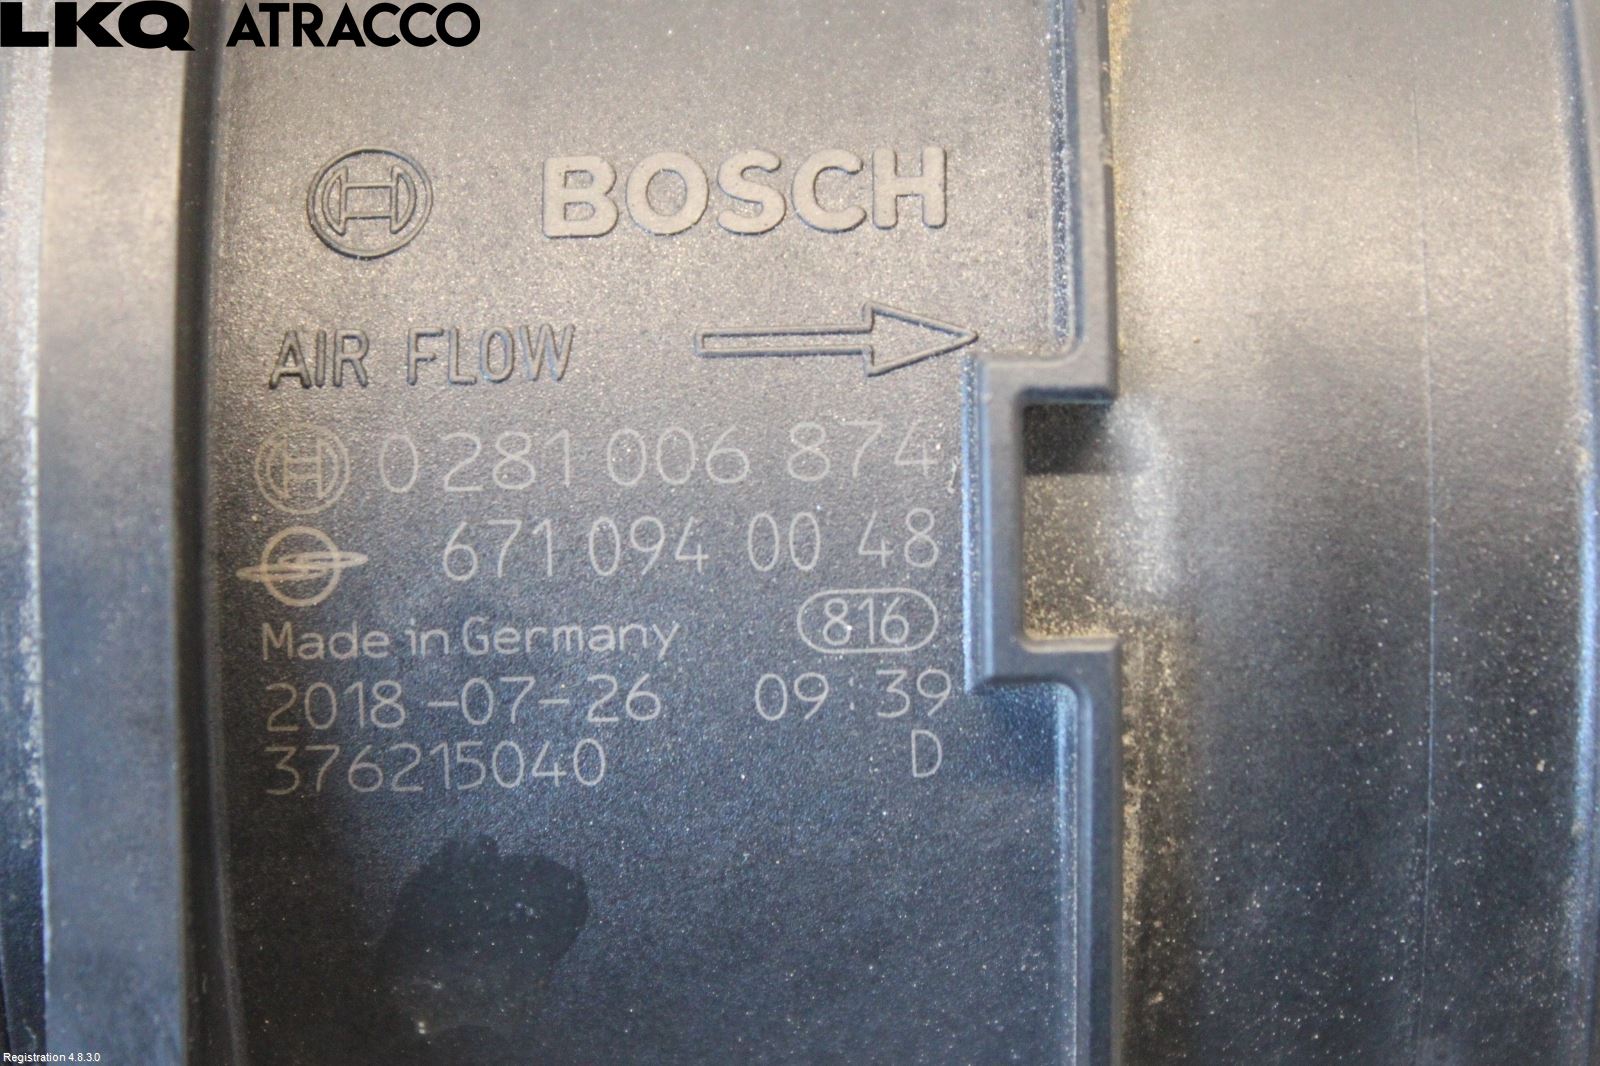 LKQ ATRACCO
BOSCH
AIR FLOW
0 281 006 874
671 094 00 48
Made in Germany 816
2018-07-26 09:39
376215040 D
Registration 4.8.3.0